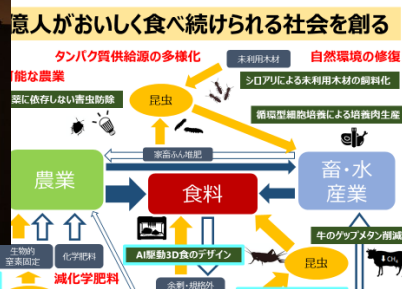 億人がおいしく食べ続けられる社会を創る
タンパク質供給源の多様化
未利用木材
自然環境の修復
可能な農業
シロアリによる未利用木材の飼料化
薬に依存しない害虫防除
昆虫
循環型細胞培養による培養肉生産
家畜ふん堆肥
農業
食料
畜・水
産業
牛のゲップメタン削減
生物的
窒素固定
化学肥料
AI駆動3D食のデザイン
昆虫
CH₄
減化学肥料
余剰・規格外